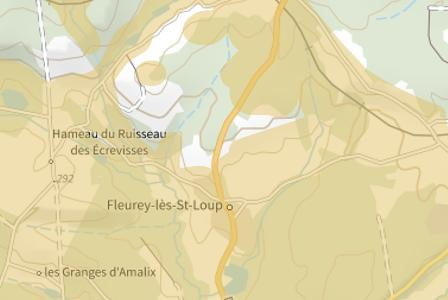 Hameau du Ruisseau
des Écrevisses
292
Fleurey-lès-St-Loup
les Granges d'Amalix